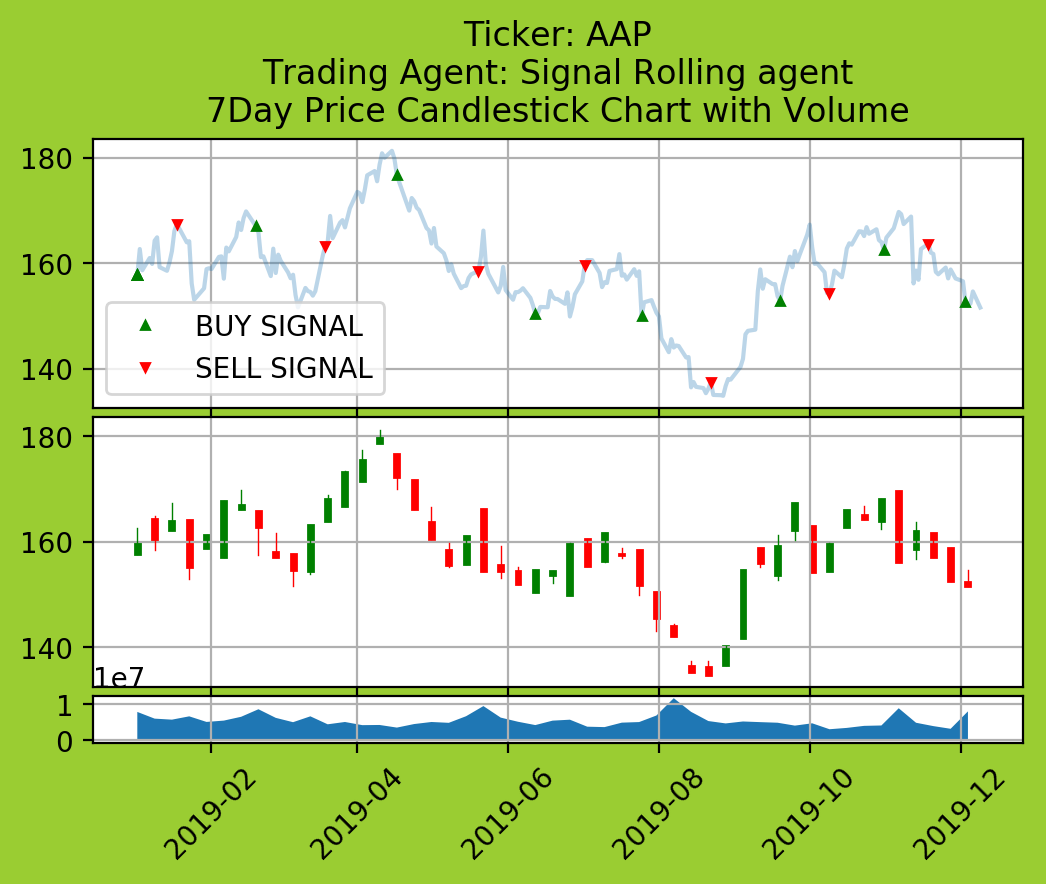 Ticker: AAP
Trading Agent: Signal Rolling agent
7Day Price Candlestick Chart with Volume
180
160
140
BUY SIGNAL
SELL SIGNAL
180
160
140
1e7
1
0
2019-02
2019-04
2019-06
2019-08
2019-10
2019-12